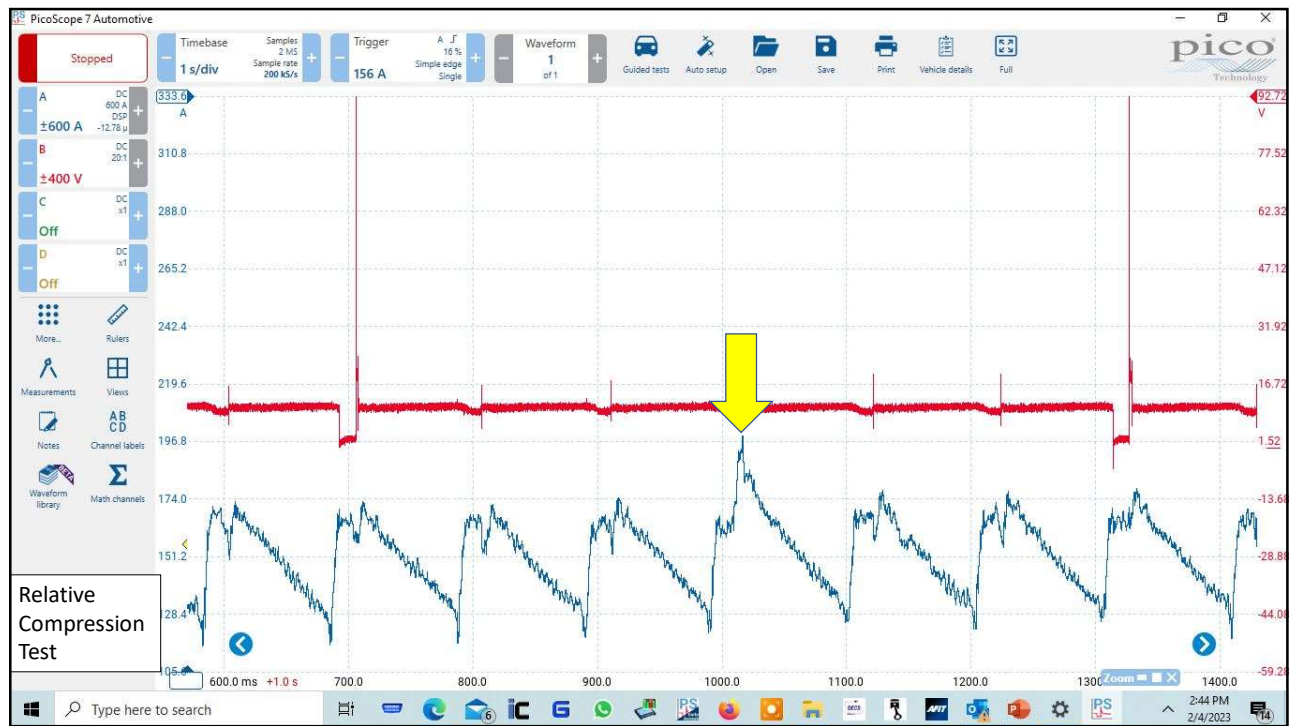 PicoScope 7 Automotive
Stopped
Timebase
1 s/div
Samples
2 MS
Sample rate
200 kS/s
Trigger
156 A
A
16 %
Simple edge
Single
Waveform
1
of 1
Guided tests
Auto setup
Open
Save
Print
Vehicle details
Full
pico
Technology
A
±600 A
DC
600 A
DSP
-12.78 µ
B
±400 V
DC
20:1
C
Off
DC
x1
D
Off
DC
x1
More...
Rulers
Measurements
Views
Notes
A B
C D
Channel labels
BETA
Waveform
library
Math channels
333.6
A
310.8
288.0
265.2
242.4
219.6
196.8
174.0
151.2
128.4
105.6
92.72
V
77.52
62.32
47.12
31.92
16.72
1.52
-13.68
-28.88
-44.08
-59.28
Relative
Compression
Test
600.0 ms +1.0 s 700.0 800.0 900.0 1000.0 1100.0 1200.0 1300 1400.0
Zoom
Type here to search
6
2:44 PM
2/4/2023
14